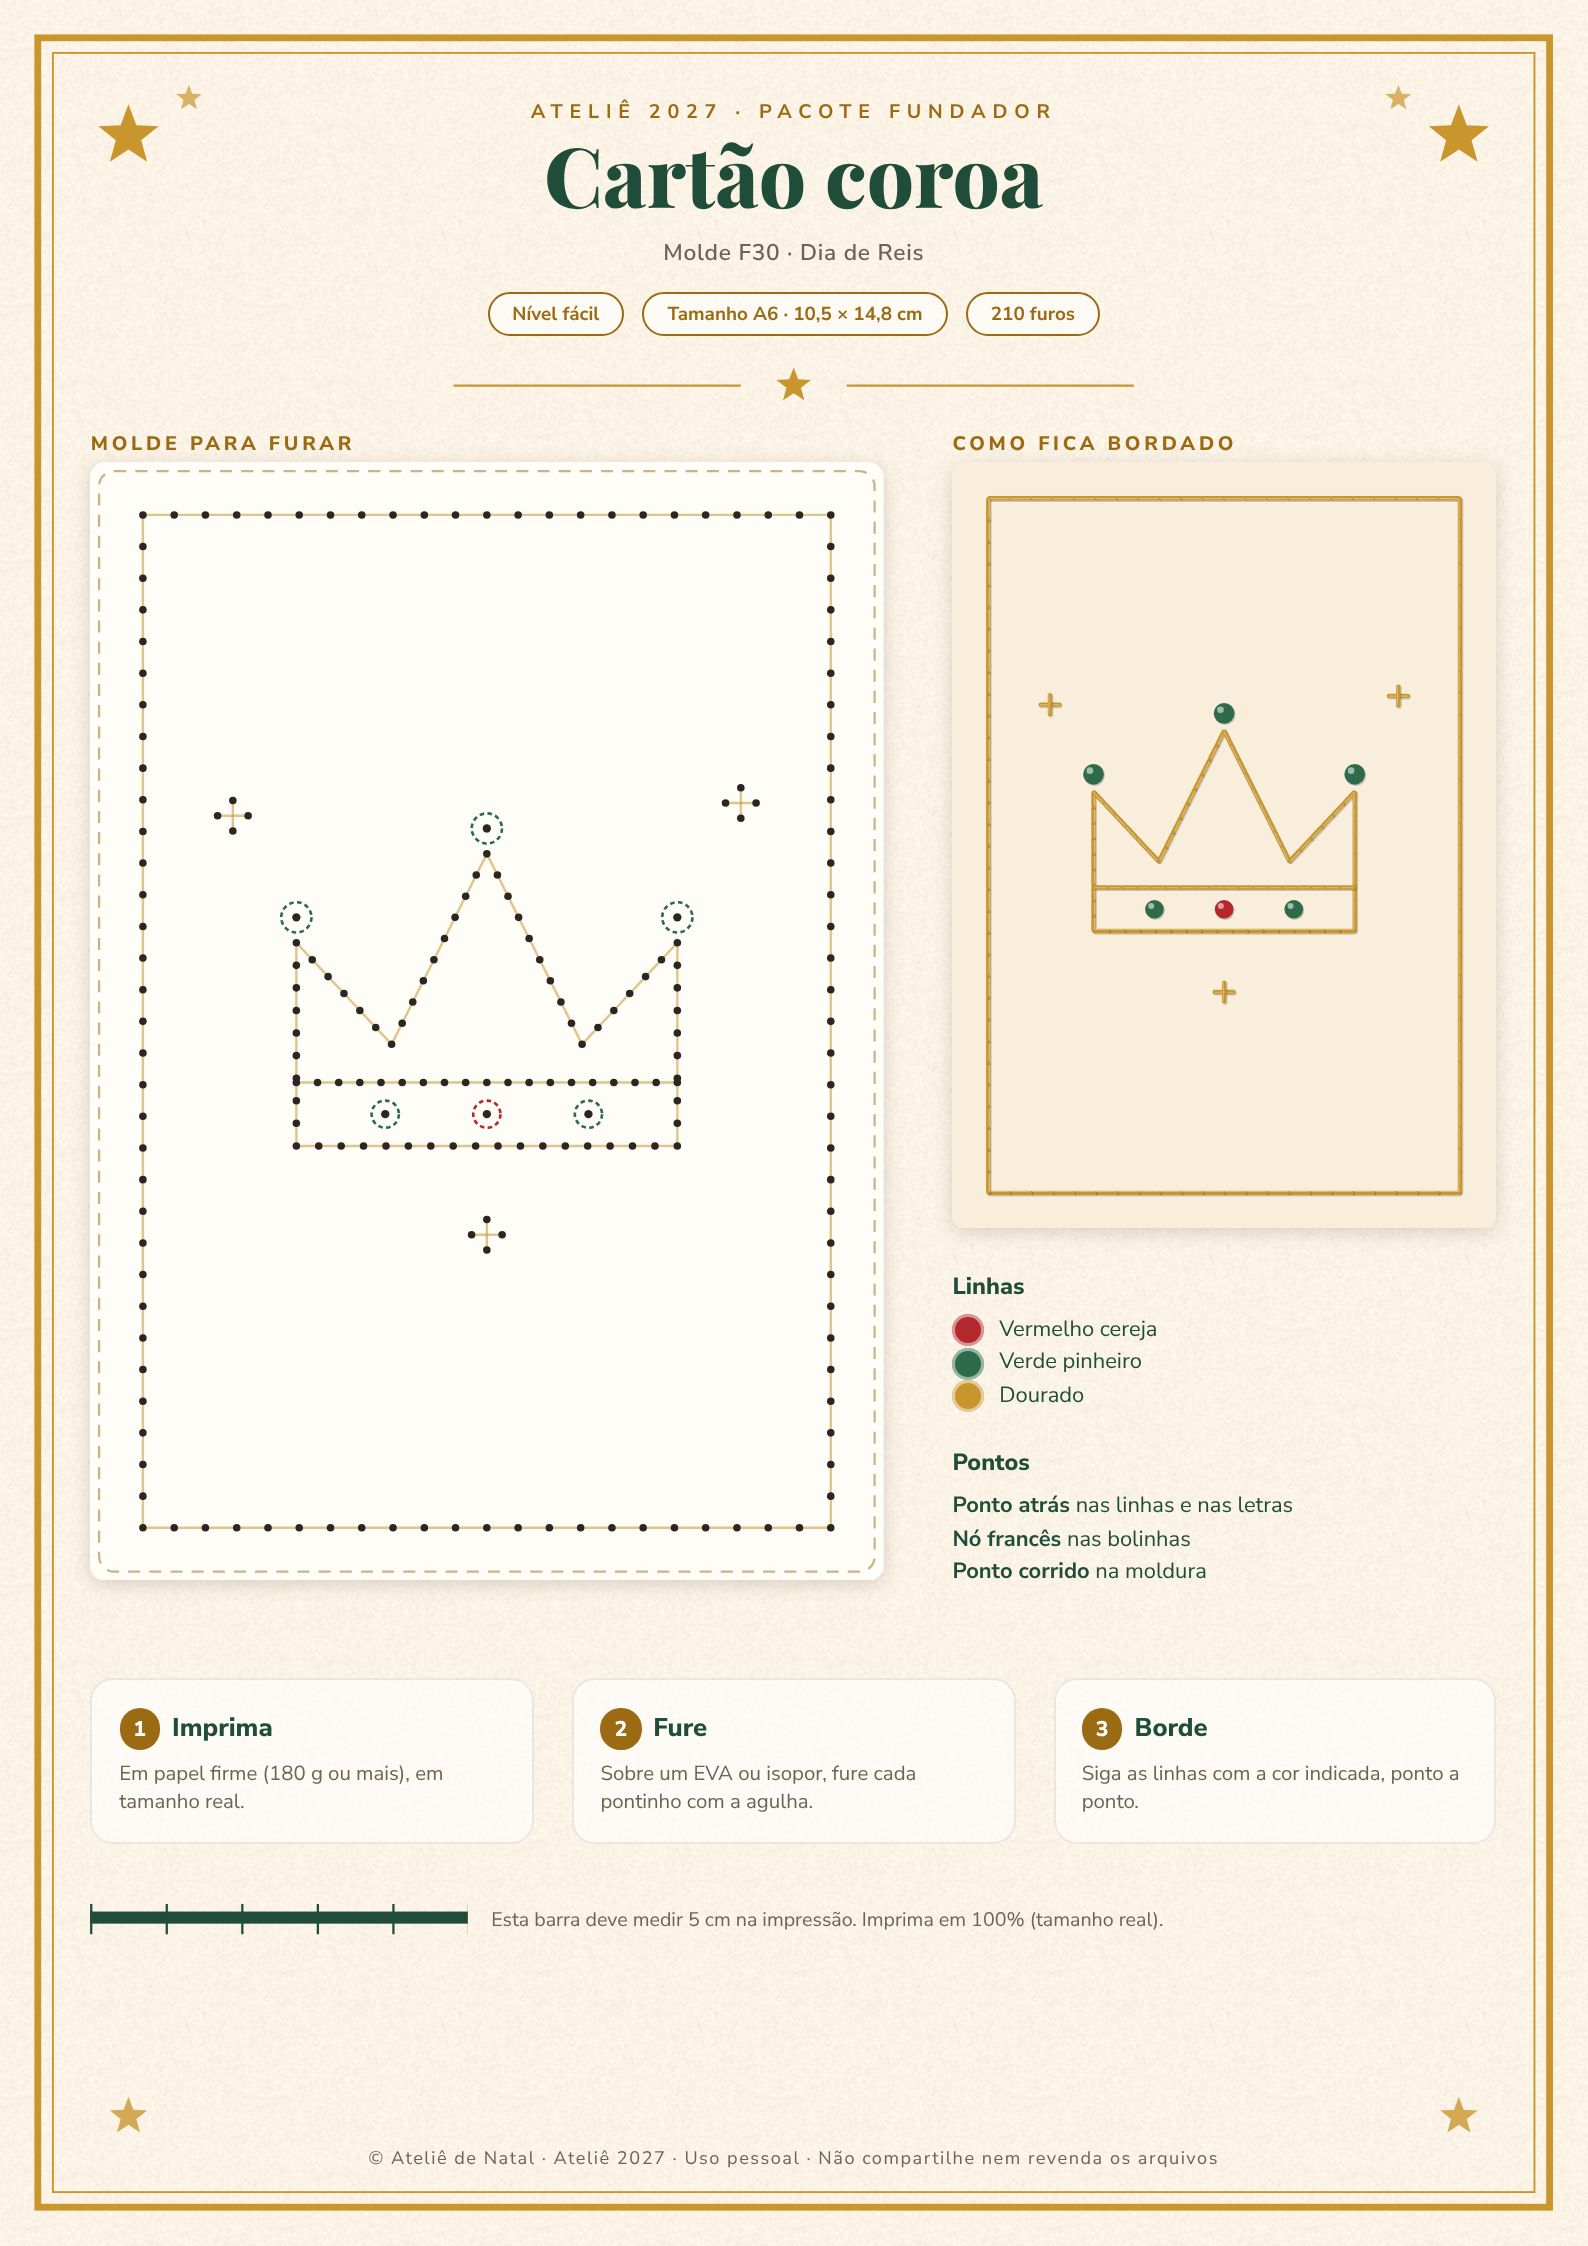 ATELIÊ 2027 · PACOTE FUNDADOR
Cartão coroa
Molde F30 · Dia de Reis
Nível fácil
Tamanho A6 · 10,5 × 14,8 cm
210 furos
MOLDE PARA FURAR
COMO FICA BORDADO
Linhas
Vermelho cereja
Verde pinheiro
Dourado
Pontos
Ponto atrás nas linhas e nas letras
Nó francês nas bolinhas
Ponto corrido na moldura
1 Imprima
Em papel firme (180 g ou mais), em
tamanho real.
2 Fure
Sobre um EVA ou isopor, fure cada
pontinho com a agulha.
3 Borde
Siga as linhas com a cor indicada, ponto a
ponto.
Esta barra deve medir 5 cm na impressão. Imprima em 100% (tamanho real).
© Ateliê de Natal · Ateliê 2027 · Uso pessoal · Não compartilhe nem revenda os arquivos